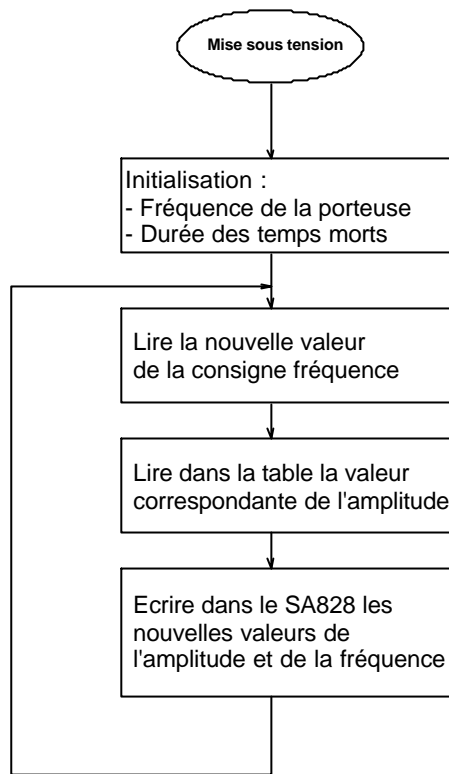 Mise sous tension
Initialisation :
- Fréquence de la porteuse
- Durée des temps morts
Lire la nouvelle valeur
de la consigne fréquence
Lire dans la table la valeur
correspondante de l'amplitude
Ecrire dans le SA828 les
nouvelles valeurs de
l'amplitude et de la fréquence